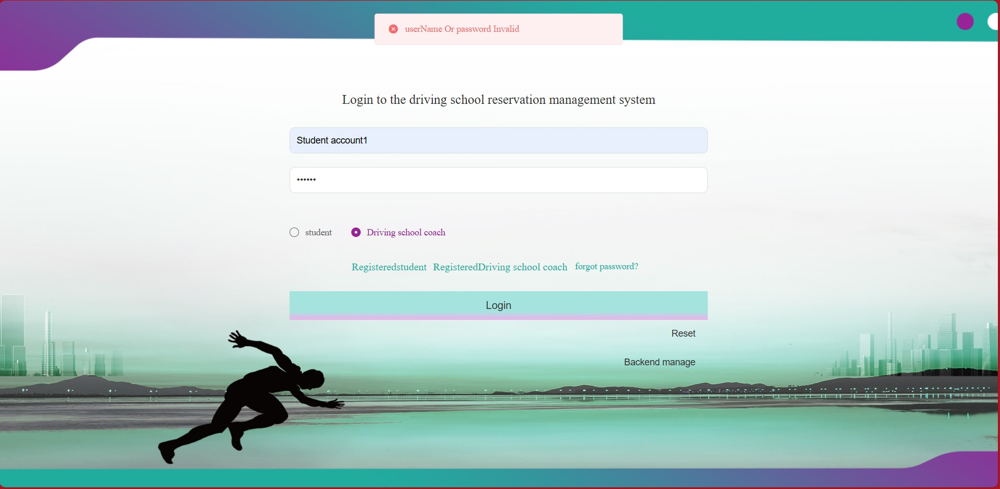 userName Or password Invalid
Login to the driving school reservation management system
Student account1
••••••
student Driving school coach
Registeredstudent RegisteredDriving school coach forgot password?
Login
Reset
Backend manage